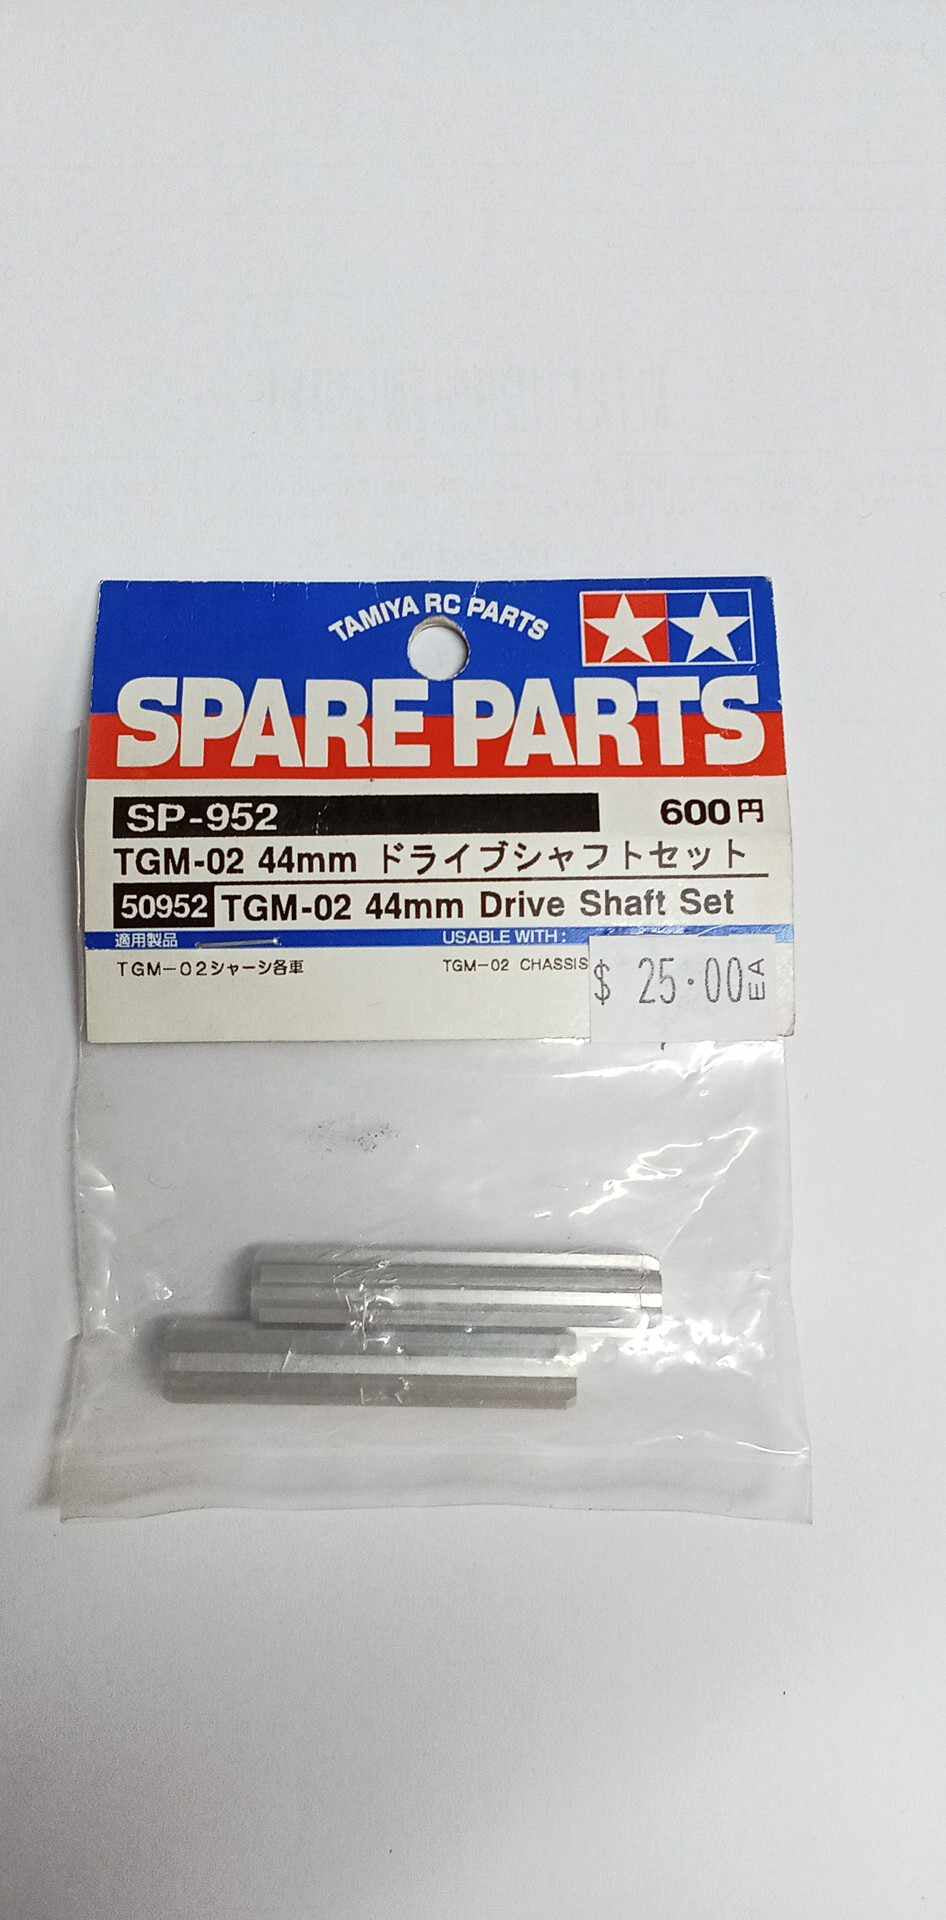 TAMIYA RC PARTS
SPARE PARTS
SP-952 600円
TGM-02 44mm ドライブシャフトセット
50952 TGM-02 44mm Drive Shaft Set
適用製品 USABLE WITH:
TGM-02シャーシ各車 TGM-02 CHASSIS
$ 25.00 EA